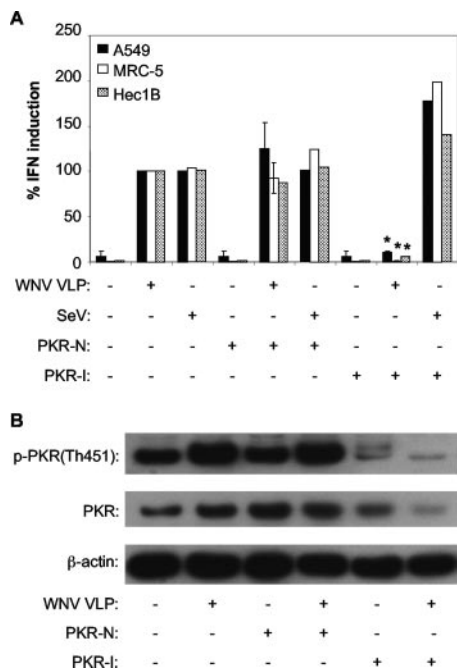 A
% IFN induction
250
200
150
100
50
0
A549
MRC-5
Hec1B
* * *
WNV VLP: - + - - + - - + -
SeV: - - + - - + - - +
PKR-N: - - - + + + - - -
PKR-I: - - - - - - + + +
B
p-PKR(Th451):
PKR:
β-actin:
WNV VLP: - + - + - +
PKR-N: - - + + - -
PKR-I: - - - - + +